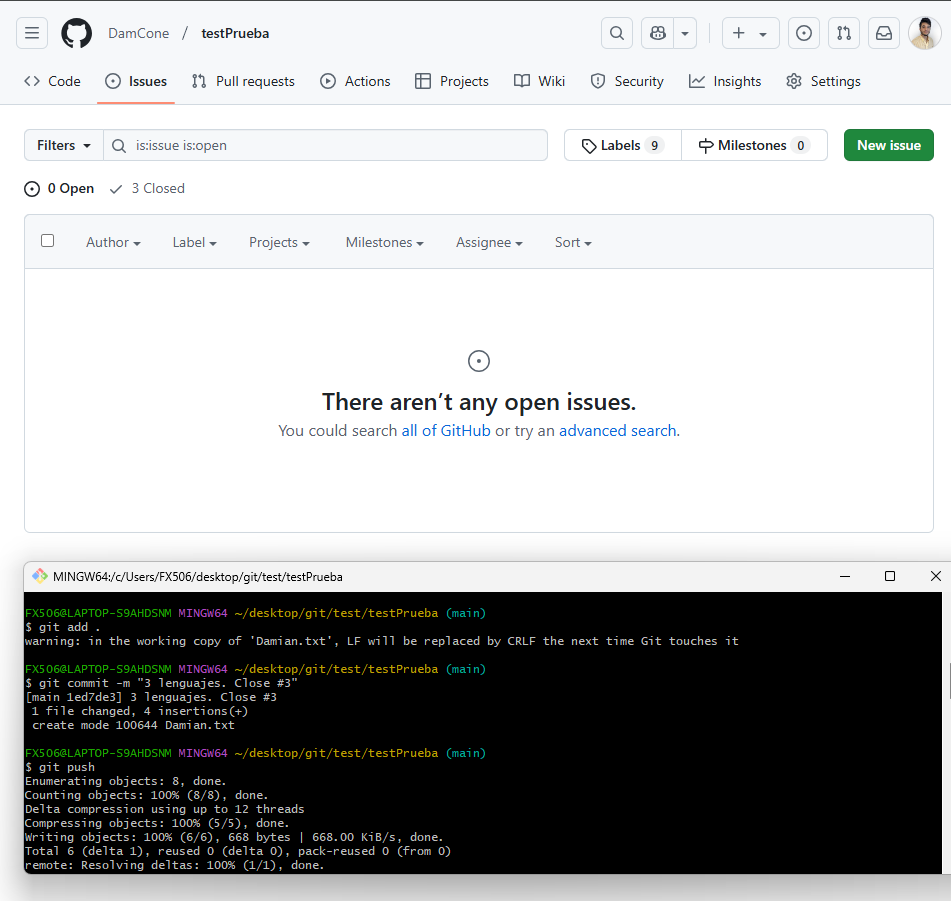 DamCone / testPrueba
Code Issues Pull requests Actions Projects Wiki Security Insights Settings
Filters is:issue is:open Labels 9 Milestones 0 New issue
0 Open 3 Closed
Author Label Projects Milestones Assignee Sort
There aren’t any open issues.
You could search all of GitHub or try an advanced search.
MINGW64:/c/Users/FX506/desktop/git/test/testPrueba
FX506@LAPTOP-S9AHDSNM MINGW64 ~/desktop/git/test/testPrueba (main)
$ git add .
warning: in the working copy of 'Damian.txt', LF will be replaced by CRLF the next time Git touches it
FX506@LAPTOP-S9AHDSNM MINGW64 ~/desktop/git/test/testPrueba (main)
$ git commit -m "3 lenguajes. Close #3"
[main 1ed7de3] 3 lenguajes. Close #3
1 file changed, 4 insertions(+)
create mode 100644 Damian.txt
FX506@LAPTOP-S9AHDSNM MINGW64 ~/desktop/git/test/testPrueba (main)
$ git push
Enumerating objects: 8, done.
Counting objects: 100% (8/8), done.
Delta compression using up to 12 threads
Compressing objects: 100% (5/5), done.
Writing objects: 100% (6/6), 668 bytes | 668.00 KiB/s, done.
Total 6 (delta 1), reused 0 (delta 0), pack-reused 0 (from 0)
remote: Resolving deltas: 100% (1/1), done.